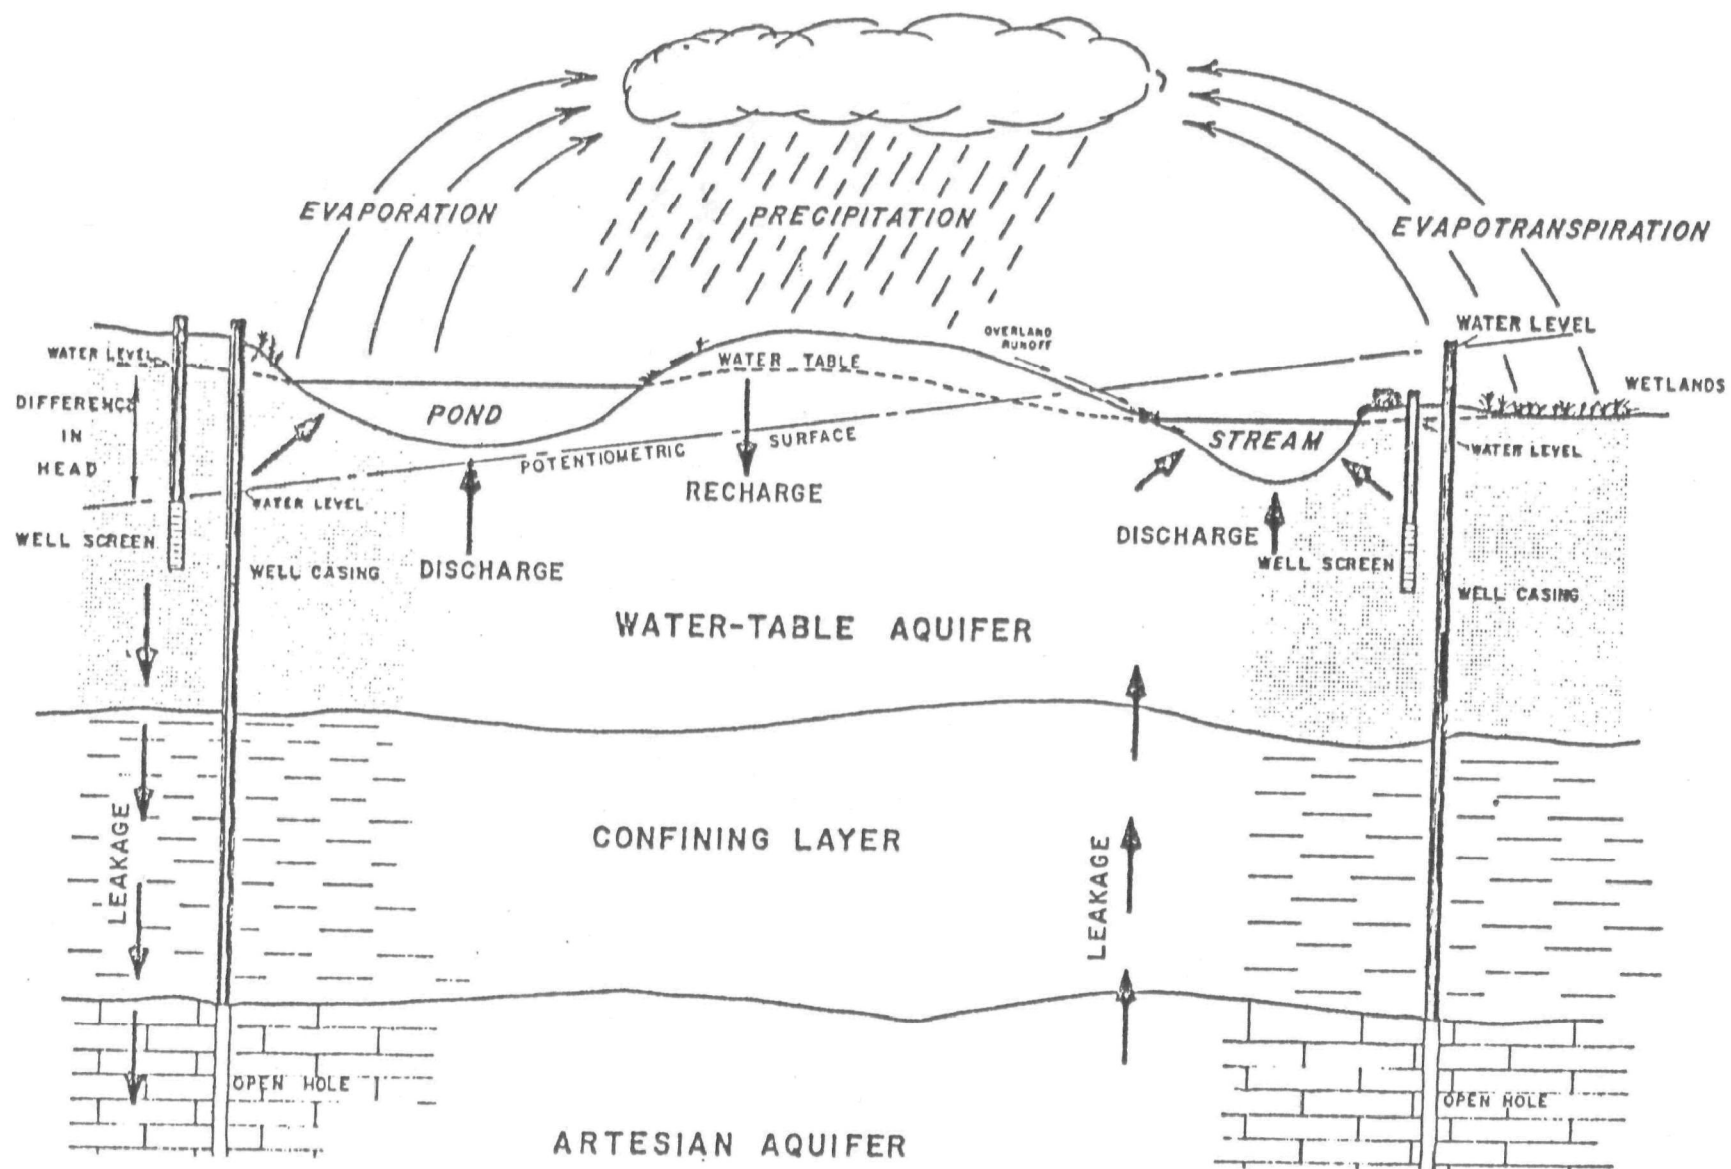 EVAPORATION
PRECIPITATION
EVAPOTRANSPIRATION
OVERLAND
RUNOFF
WATER LEVEL
WATER LEVEL
WATER TABLE
WETLANDS
DIFFERENCE
IN
HEAD
POND
STREAM
WATER LEVEL
POTENTIOMETRIC SURFACE
RECHARGE
WATER LEVEL
WELL SCREEN
DISCHARGE
WELL SCREEN
WELL CASING
DISCHARGE
WELL CASING
WATER-TABLE AQUIFER
LEAKAGE
CONFINING LAYER
LEAKAGE
OPEN HOLE
OPEN HOLE
ARTESIAN AQUIFER